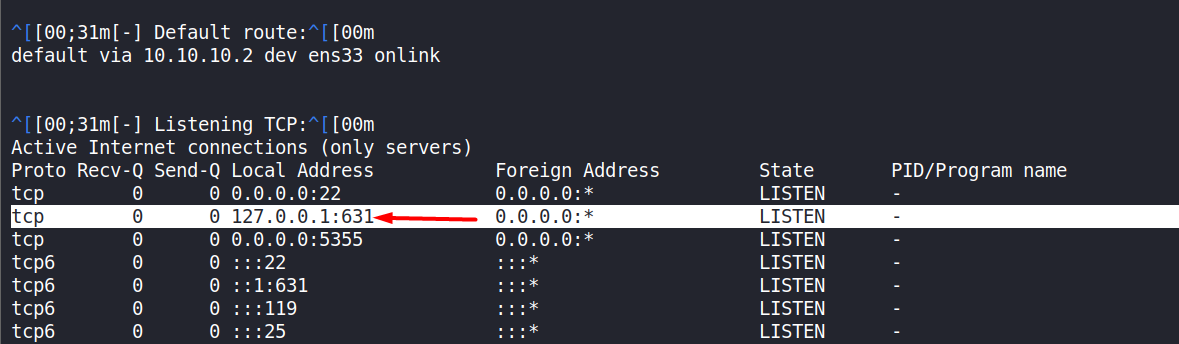 ^[[00;31m[-] Default route:^[[00m
default via 10.10.10.2 dev ens33 onlink
^[[00;31m[-] Listening TCP:^[[00m
Active Internet connections (only servers)
Proto Recv-Q Send-Q Local Address           Foreign Address         State       PID/Program name
tcp        0      0 0.0.0.0:22              0.0.0.0:*               LISTEN      -
tcp        0      0 127.0.0.1:631           0.0.0.0:*               LISTEN      -
tcp        0      0 0.0.0.0:5355            0.0.0.0:*               LISTEN      -
tcp6       0      0 :::22                   :::*                    LISTEN      -
tcp6       0      0 ::1:631                 :::*                    LISTEN      -
tcp6       0      0 :::119                  :::*                    LISTEN      -
tcp6       0      0 :::25                   :::*                    LISTEN      -